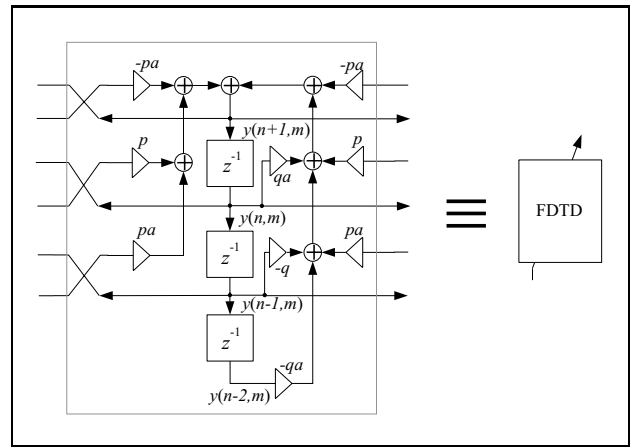 -pa
-pa
y(n+1,m)
p
z⁻¹
qa
p
y(n,m)
FDTD
pa
z⁻¹
-q
pa
y(n-1,m)
z⁻¹
-qa
y(n-2,m)